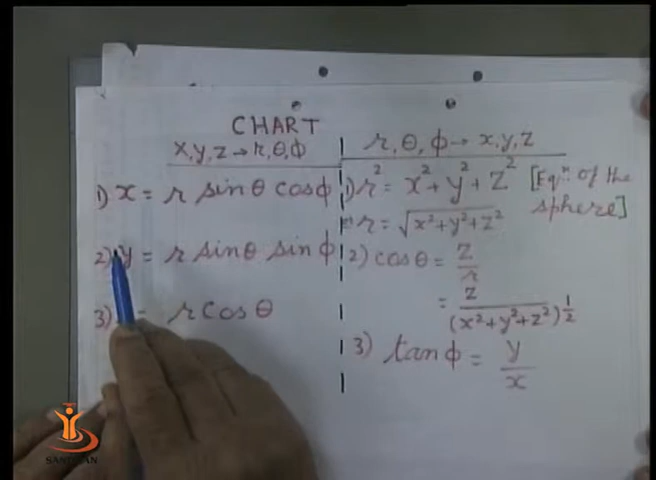 CHART
x,y,z → r,θ,φ
r,θ,φ → x,y,z
1) x = r sinθ cosφ
2) y = r sinθ sinφ
3) = r cosθ
1) r² = x² + y² + z² [Eqⁿ of the sphere]
r = √x²+y²+z²
2) cosθ = z/r
= z/(x²+y²+z²)^1/2
3) tanφ = y/x